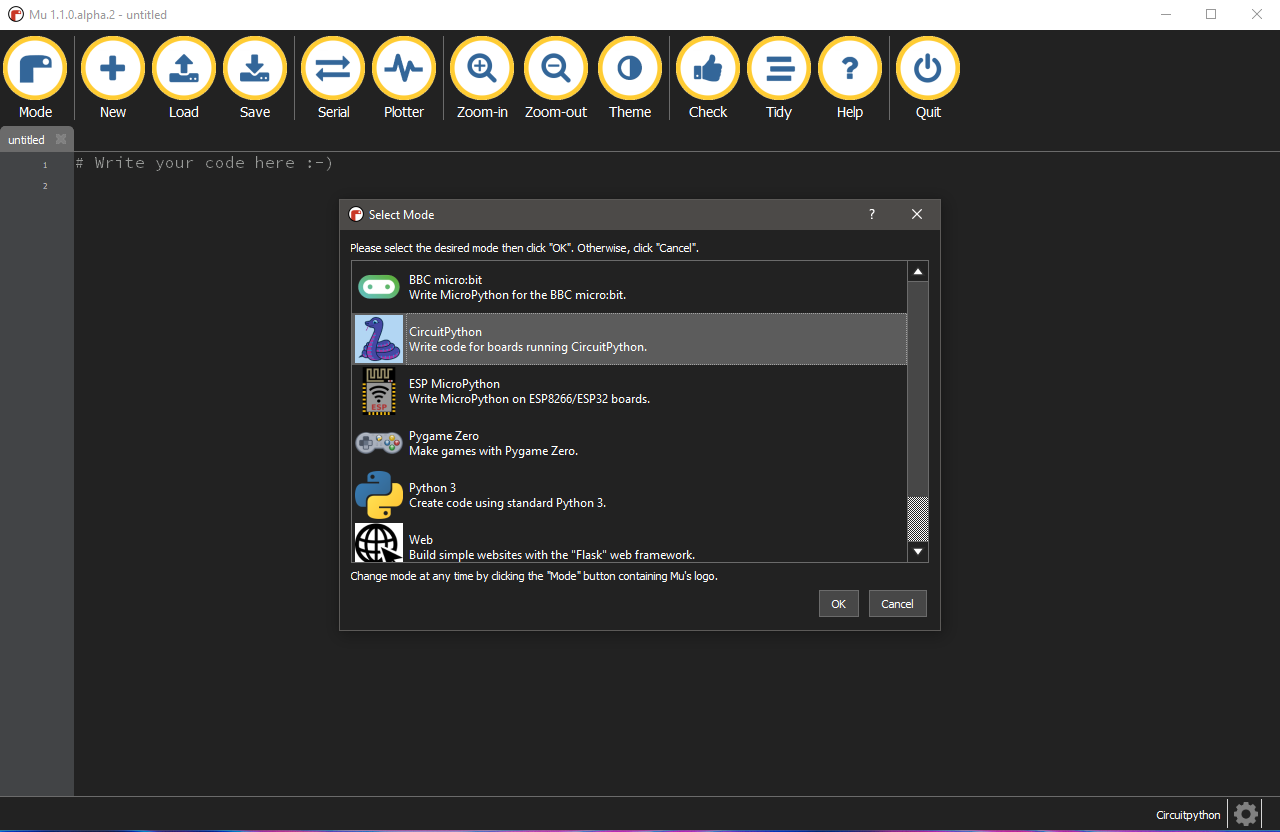 Mu 1.1.0.alpha.2 - untitled
Mode New Load Save Serial Plotter Zoom-in Zoom-out Theme Check Tidy Help Quit
untitled
1 # Write your code here :-)
2
Select Mode ?
Please select the desired mode then click "OK". Otherwise, click "Cancel".
BBC micro:bit
Write MicroPython for the BBC micro:bit.
CircuitPython
Write code for boards running CircuitPython.
ESP
ESP MicroPython
Write MicroPython on ESP8266/ESP32 boards.
Pygame Zero
Make games with Pygame Zero.
Python 3
Create code using standard Python 3.
Web
Build simple websites with the "Flask" web framework.
Change mode at any time by clicking the "Mode" button containing Mu's logo.
OK Cancel
Circuitpython